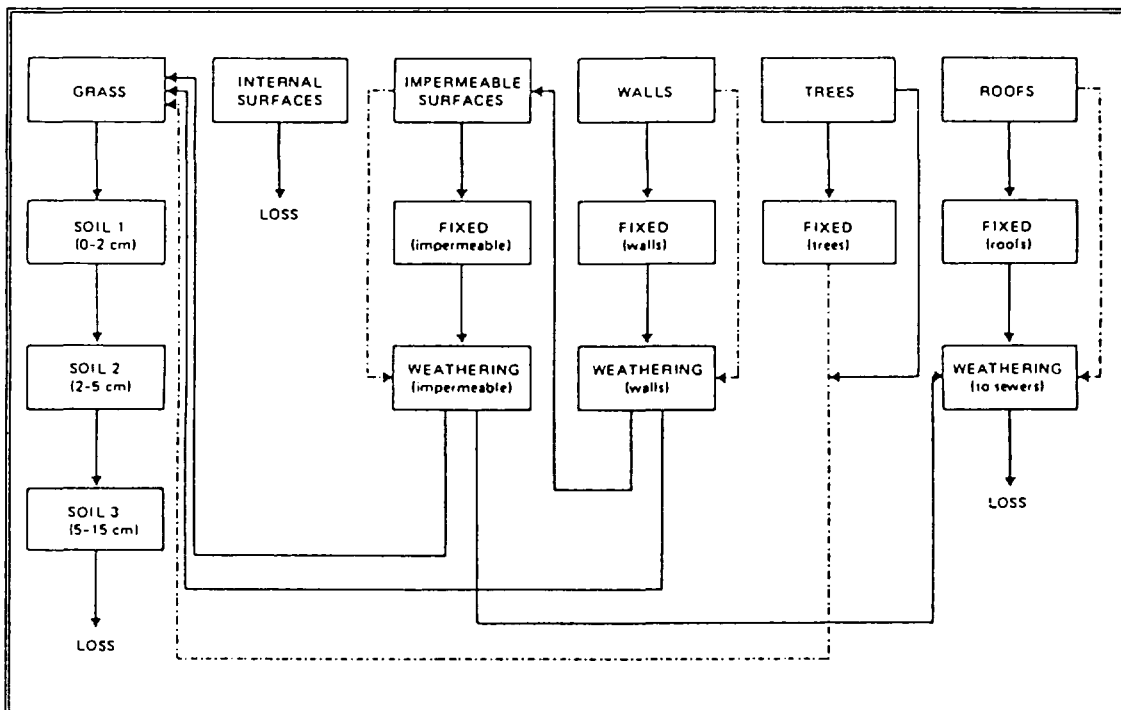 GRASS
INTERNAL
SURFACES
IMPERMEABLE
SURFACES
WALLS
TREES
ROOFS
SOIL 1
(0-2 cm)
LOSS
FIXED
(impermeable)
FIXED
(walls)
FIXED
(trees)
FIXED
(roofs)
SOIL 2
(2-5 cm)
WEATHERING
(impermeable)
WEATHERING
(walls)
WEATHERING
(to sewers)
SOIL 3
(5-15 cm)
LOSS
LOSS